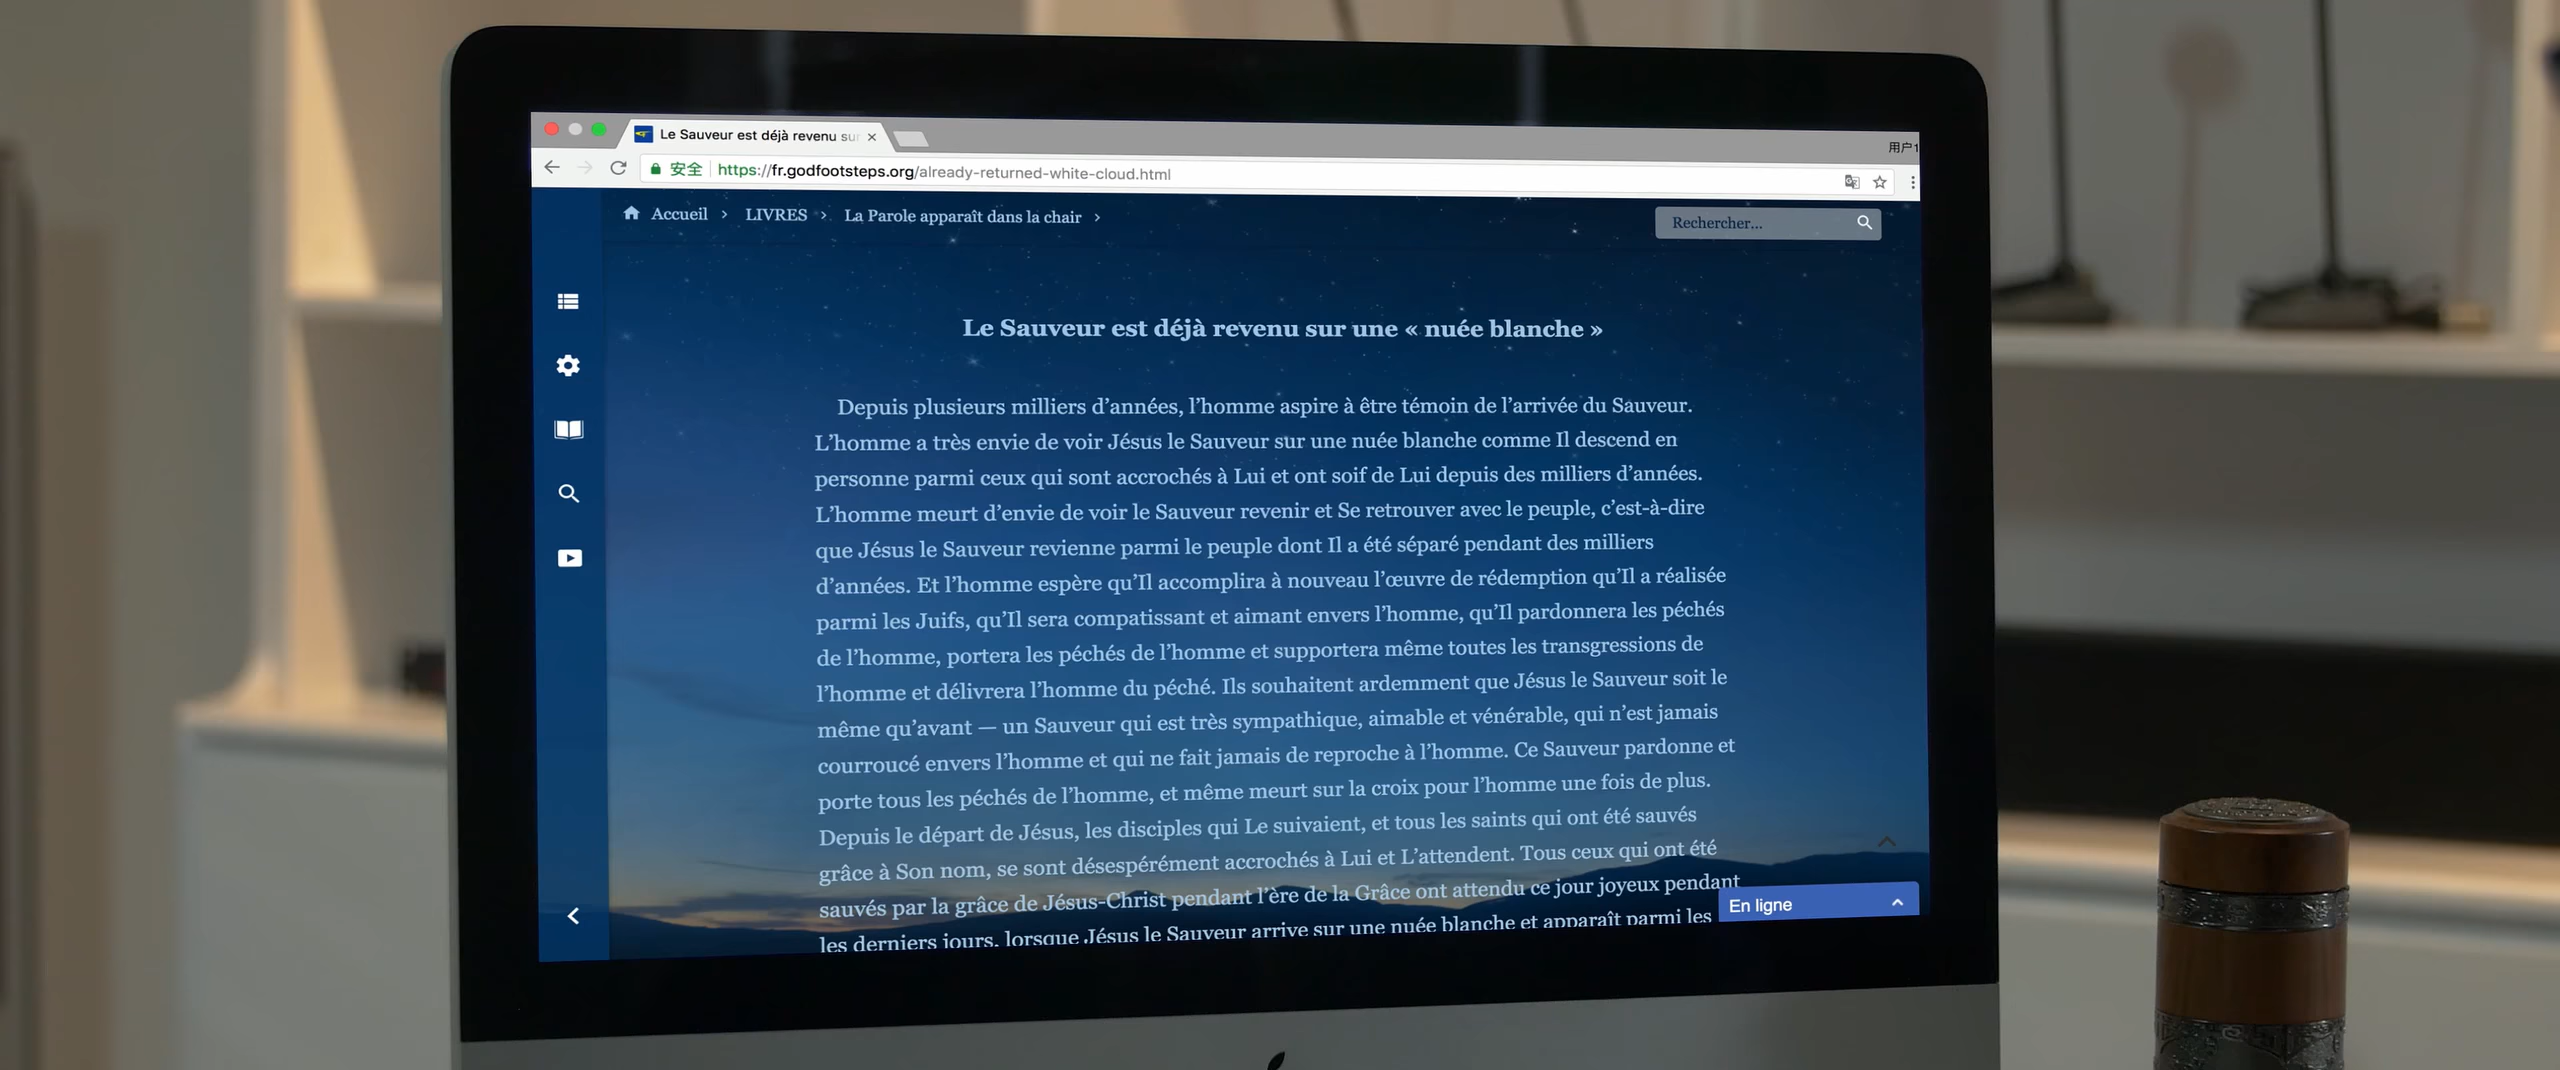 Le Sauveur est déjà revenu sur
用户1
安全 https://fr.godfootsteps.org/already-returned-white-cloud.html
Accueil > LIVRES > La Parole apparaît dans la chair >
Rechercher...
Le Sauveur est déjà revenu sur une « nuée blanche »
Depuis plusieurs milliers d’années, l’homme aspire à être témoin de l’arrivée du Sauveur.
L’homme a très envie de voir Jésus le Sauveur sur une nuée blanche comme Il descend en
personne parmi ceux qui sont accrochés à Lui et ont soif de Lui depuis des milliers d’années.
L’homme meurt d’envie de voir le Sauveur revenir et Se retrouver avec le peuple, c’est-à-dire
que Jésus le Sauveur revienne parmi le peuple dont Il a été séparé pendant des milliers
d’années. Et l’homme espère qu’Il accomplira à nouveau l’œuvre de rédemption qu’Il a réalisée
parmi les Juifs, qu’Il sera compatissant et aimant envers l’homme, qu’Il pardonnera les péchés
de l’homme, portera les péchés de l’homme et supportera même toutes les transgressions de
l’homme et délivrera l’homme du péché. Ils souhaitent ardemment que Jésus le Sauveur soit le
même qu’avant — un Sauveur qui est très sympathique, aimable et vénérable, qui n’est jamais
courroucé envers l’homme et qui ne fait jamais de reproche à l’homme. Ce Sauveur pardonne et
porte tous les péchés de l’homme, et même meurt sur la croix pour l’homme une fois de plus.
Depuis le départ de Jésus, les disciples qui Le suivaient, et tous les saints qui ont été sauvés
grâce à Son nom, se sont désespérément accrochés à Lui et L’attendent. Tous ceux qui ont été
sauvés par la grâce de Jésus-Christ pendant l’ère de la Grâce ont attendu ce jour joyeux pendant
les derniers jours, lorsque Jésus le Sauveur arrive sur une nuée blanche et apparaît parmi les
En ligne